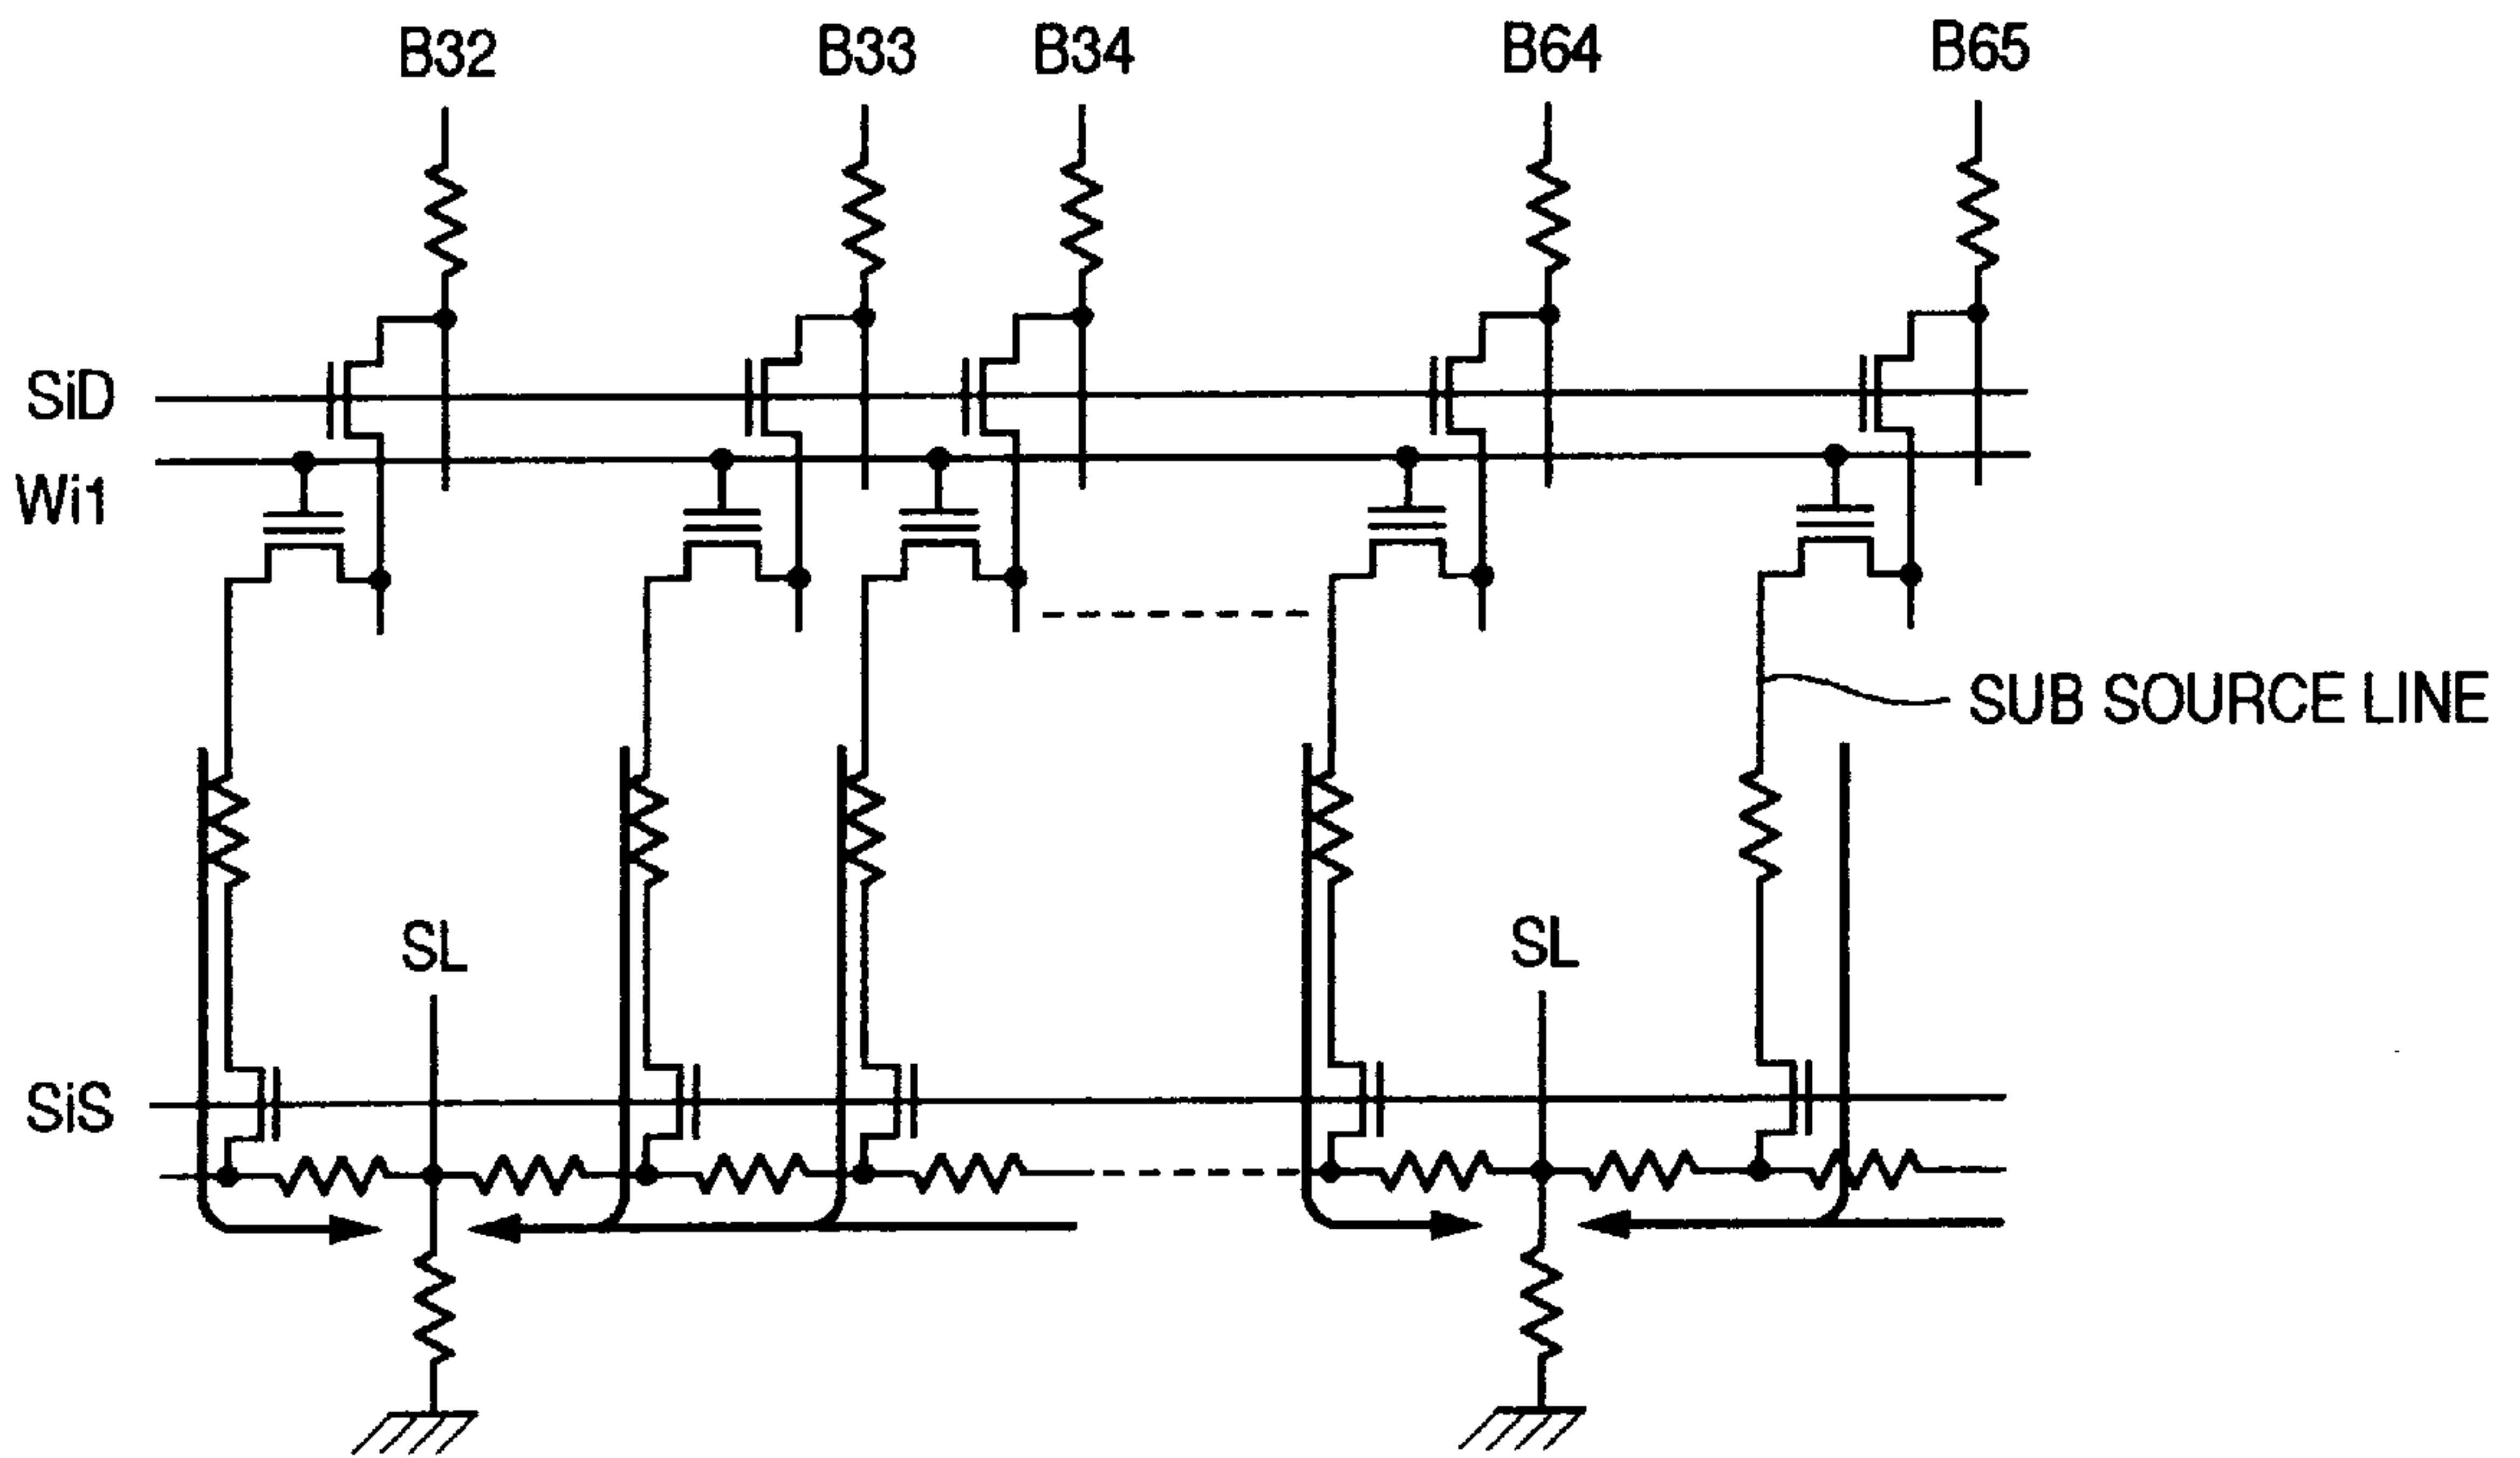 B32
B33
B34
B64
B65
SiD
Wi1
SUB SOURCE LINE
SL
SL
SiS